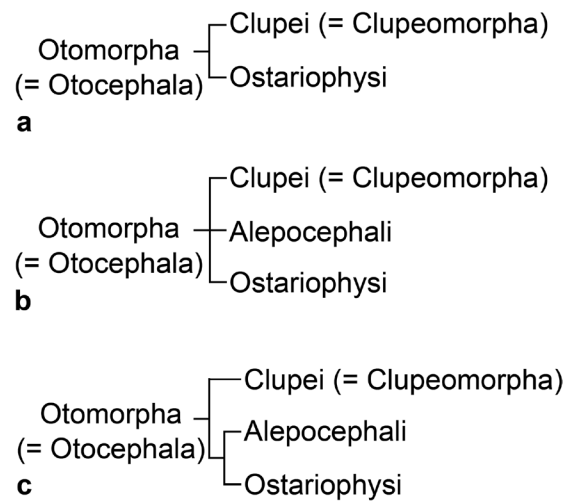 Clupei (= Clupeomorpha)
Otomorpha
(= Otocephala)
Ostariophysi
a
Clupei (= Clupeomorpha)
Otomorpha
Alepocephali
(= Otocephala)
Ostariophysi
b
Clupei (= Clupeomorpha)
Otomorpha
Alepocephali
(= Otocephala)
Ostariophysi
c